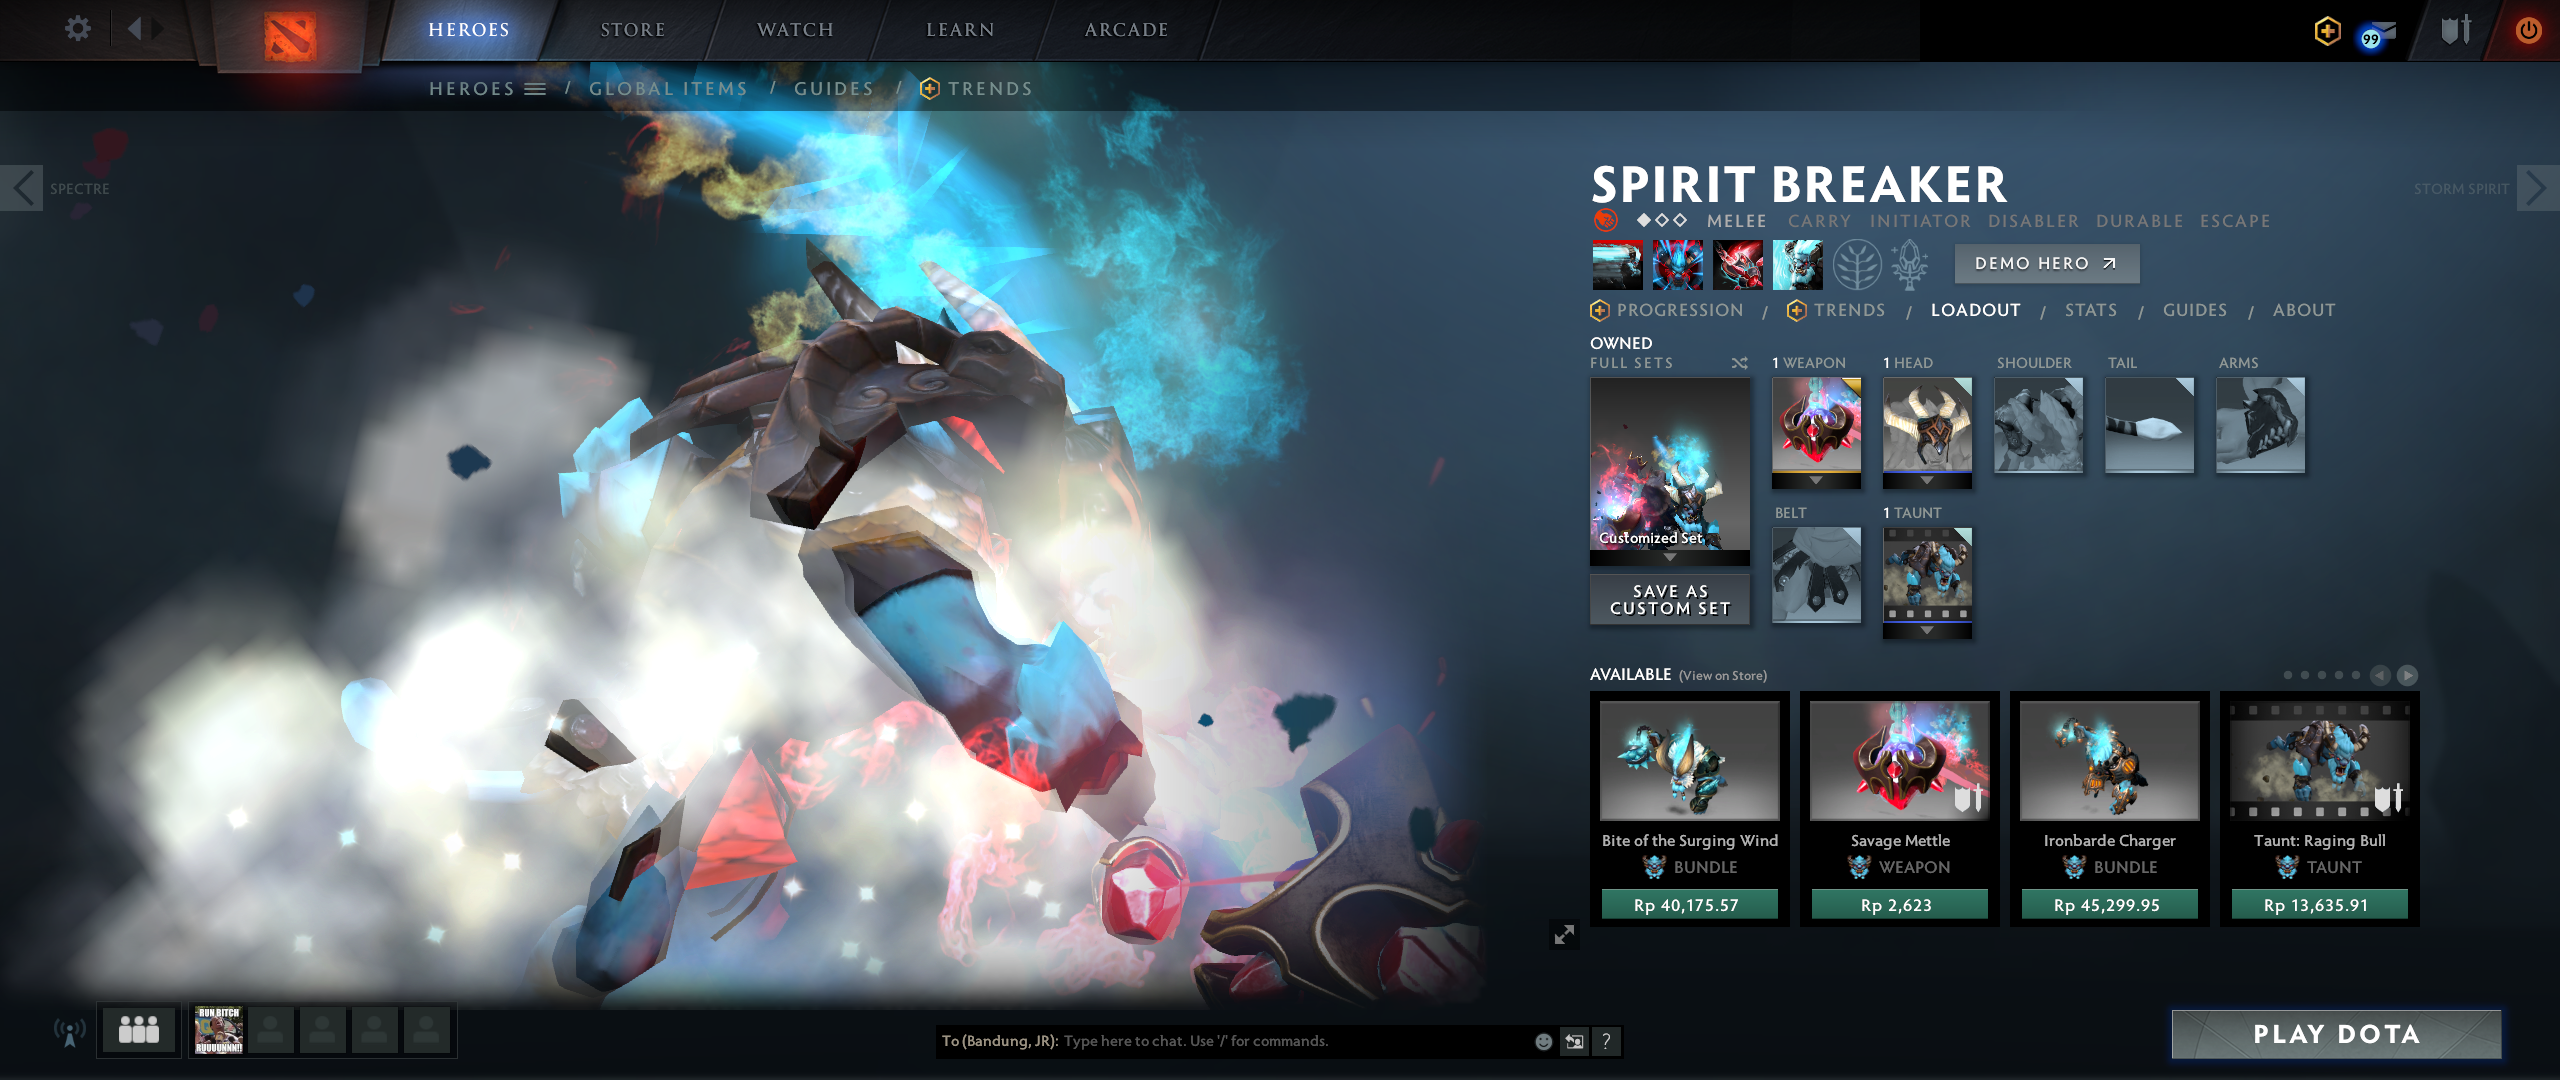 HEROES
STORE
WATCH
LEARN
ARCADE
99
HEROES / GLOBAL ITEMS / GUIDES / TRENDS
SPECTRE
STORM SPIRIT
SPIRIT BREAKER
MELEE CARRY INITIATOR DISABLER DURABLE ESCAPE
DEMO HERO
PROGRESSION / TRENDS / LOADOUT / STATS / GUIDES / ABOUT
OWNED
FULL SETS
1 WEAPON
1 HEAD
SHOULDER
TAIL
ARMS
Customized Set
SAVE AS
CUSTOM SET
BELT
1 TAUNT
AVAILABLE (View on Store)
Bite of the Surging Wind
BUNDLE
Rp 40,175.57
Savage Mettle
WEAPON
Rp 2,623
Ironbarde Charger
BUNDLE
Rp 45,299.95
Taunt: Raging Bull
TAUNT
Rp 13,635.91
RUN BITCH
RUUUUNNN!!
To (Bandung, JR): Type here to chat. Use '/' for commands.
?
PLAY DOTA